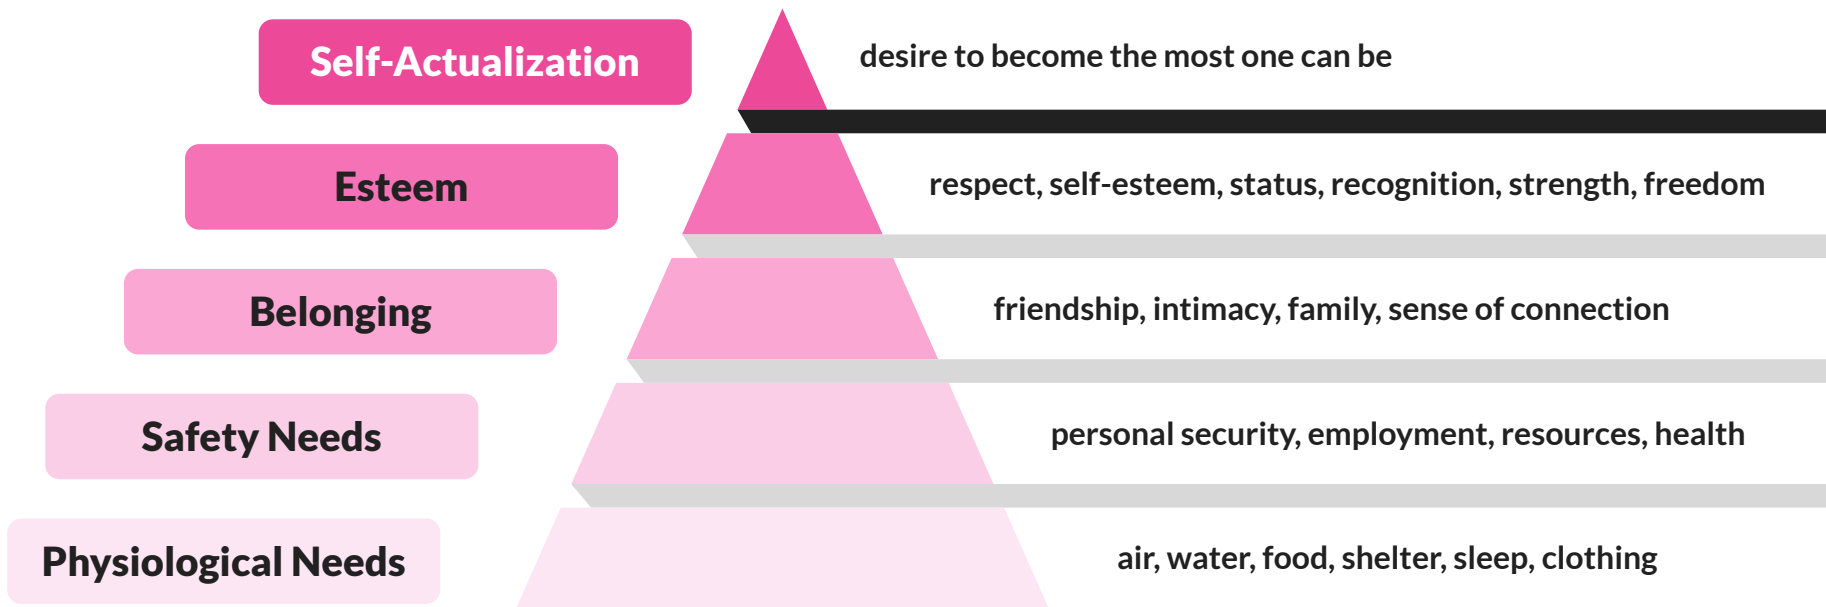 Self-Actualization
desire to become the most one can be
Esteem
respect, self-esteem, status, recognition, strength, freedom
Belonging
friendship, intimacy, family, sense of connection
Safety Needs
personal security, employment, resources, health
Physiological Needs
air, water, food, shelter, sleep, clothing